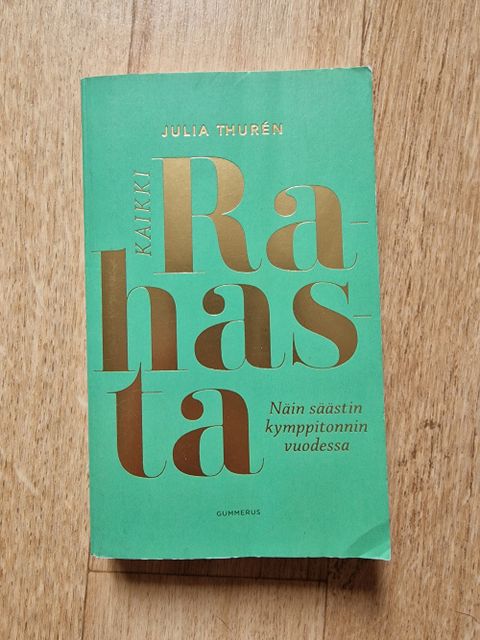 JULIA THURÉN
KAIKKI
Ra-
has-
ta
Näin säästin
kymppitonnin
vuodessa
GUMMERUS